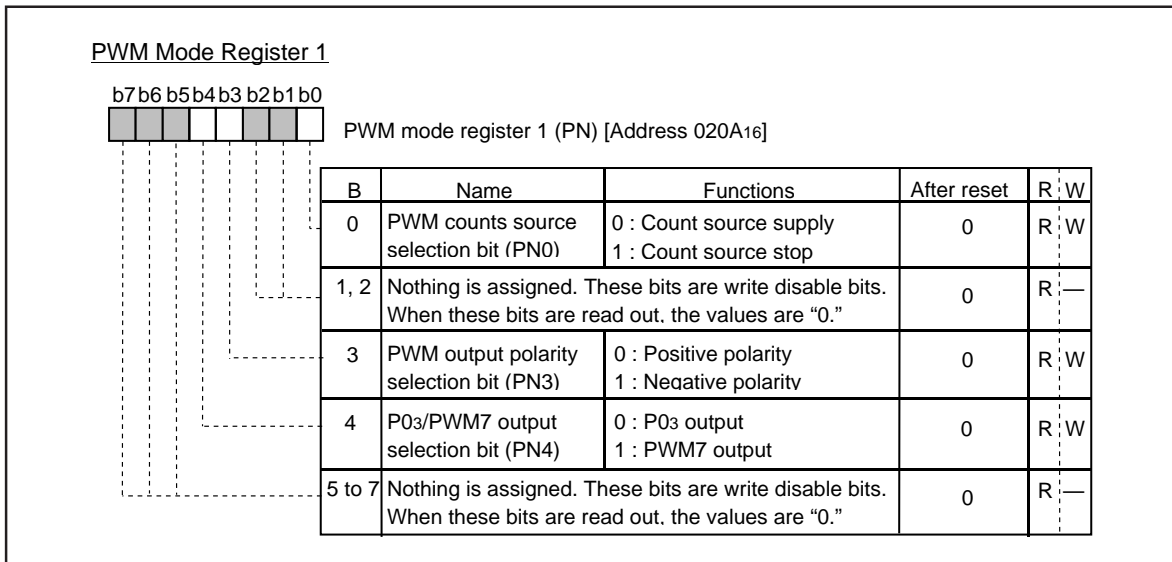 PWM Mode Register 1
b7 b6 b5 b4 b3 b2 b1 b0
PWM mode register 1 (PN) [Address 020A16]
B Name Functions After reset R W
0 PWM counts source selection bit (PN0) 0 : Count source supply 1 : Count source stop 0 R W
1, 2 Nothing is assigned. These bits are write disable bits. When these bits are read out, the values are “0.” 0 R —
3 PWM output polarity selection bit (PN3) 0 : Positive polarity 1 : Negative polarity 0 R W
4 P03/PWM7 output selection bit (PN4) 0 : P03 output 1 : PWM7 output 0 R W
5 to 7 Nothing is assigned. These bits are write disable bits. When these bits are read out, the values are “0.” 0 R —